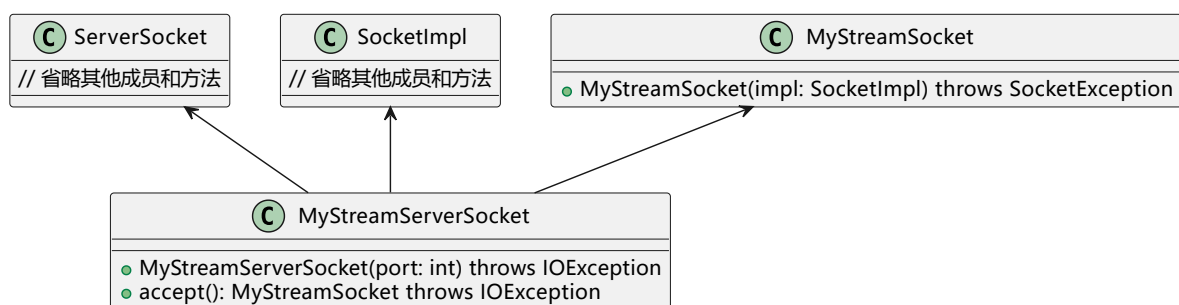 C ServerSocket
// 省略其他成员和方法
C SocketImpl
// 省略其他成员和方法
C MyStreamSocket
MyStreamSocket(impl: SocketImpl) throws SocketException
C MyStreamServerSocket
MyStreamServerSocket(port: int) throws IOException
accept(): MyStreamSocket throws IOException